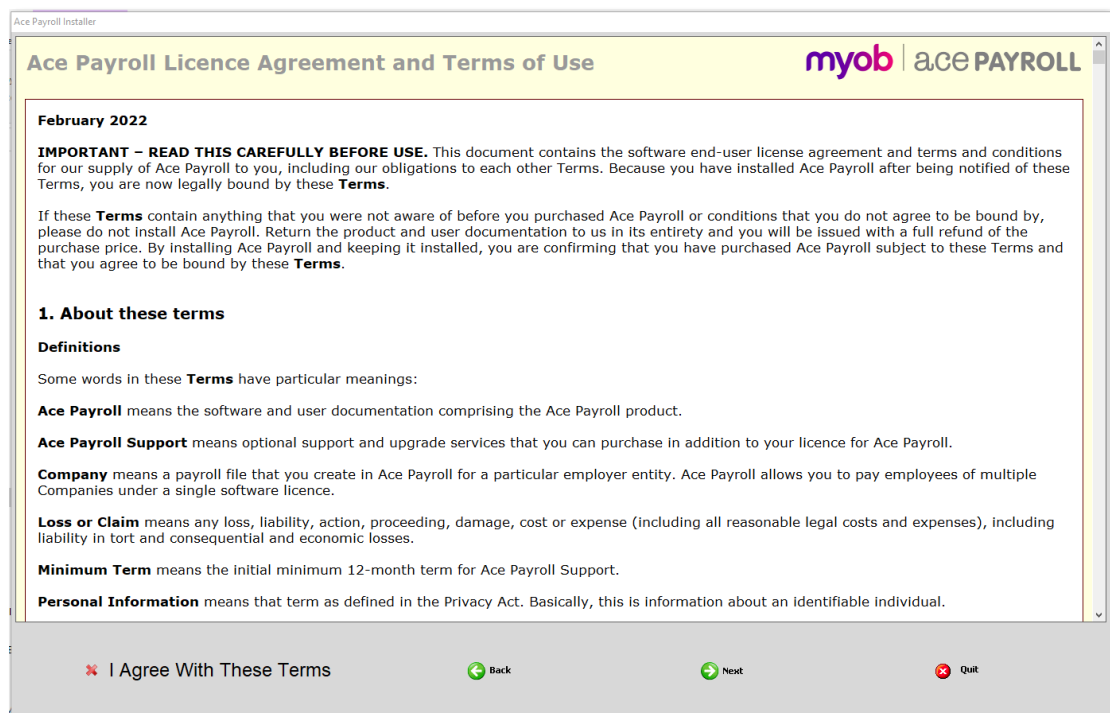 Ace Payroll Installer
Ace Payroll Licence Agreement and Terms of Use
myob | ace PAYROLL
February 2022
IMPORTANT – READ THIS CAREFULLY BEFORE USE. This document contains the software end-user license agreement and terms and conditions
for our supply of Ace Payroll to you, including our obligations to each other Terms. Because you have installed Ace Payroll after being notified of these
Terms, you are now legally bound by these Terms.
If these Terms contain anything that you were not aware of before you purchased Ace Payroll or conditions that you do not agree to be bound by,
please do not install Ace Payroll. Return the product and user documentation to us in its entirety and you will be issued with a full refund of the
purchase price. By installing Ace Payroll and keeping it installed, you are confirming that you have purchased Ace Payroll subject to these Terms and
that you agree to be bound by these Terms.
1. About these terms
Definitions
Some words in these Terms have particular meanings:
Ace Payroll means the software and user documentation comprising the Ace Payroll product.
Ace Payroll Support means optional support and upgrade services that you can purchase in addition to your licence for Ace Payroll.
Company means a payroll file that you create in Ace Payroll for a particular employer entity. Ace Payroll allows you to pay employees of multiple
Companies under a single software licence.
Loss or Claim means any loss, liability, action, proceeding, damage, cost or expense (including all reasonable legal costs and expenses), including
liability in tort and consequential and economic losses.
Minimum Term means the initial minimum 12-month term for Ace Payroll Support.
Personal Information means that term as defined in the Privacy Act. Basically, this is information about an identifiable individual.
I Agree With These Terms
Back
Next
Quit